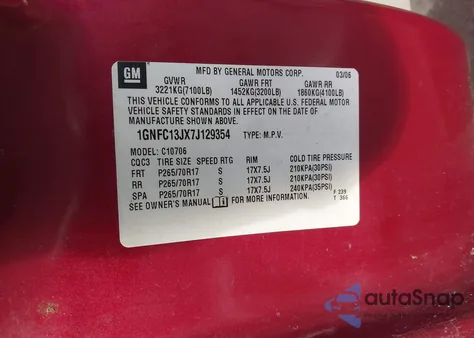 GM
MFD BY GENERAL MOTORS CORP. 03/06
GVWR GAWR FRT GAWR RR
3221KG(7100LB) 1452KG(3200LB) 1860KG(4100LB)
THIS VEHICLE CONFORMS TO ALL APPLICABLE U.S. FEDERAL MOTOR
VEHICLE SAFETY STANDARDS IN EFFECT ON THE DATE OF
MANUFACTURE SHOWN ABOVE.
1GNFC13JX7J129354 TYPE: M.P.V.
MODEL: C10706
CQC3 TIRE SIZE SPEED RTG RIM COLD TIRE PRESSURE
FRT P265/70R17 S 17X7.5J 210KPA(30PSI)
RR P265/70R17 S 17X7.5J 210KPA(30PSI)
SPA P265/70R17 S 17X7.5J 240KPA(35PSI)
SEE OWNER'S MANUAL FOR MORE INFORMATION.
F 239
T 366
autoSnap